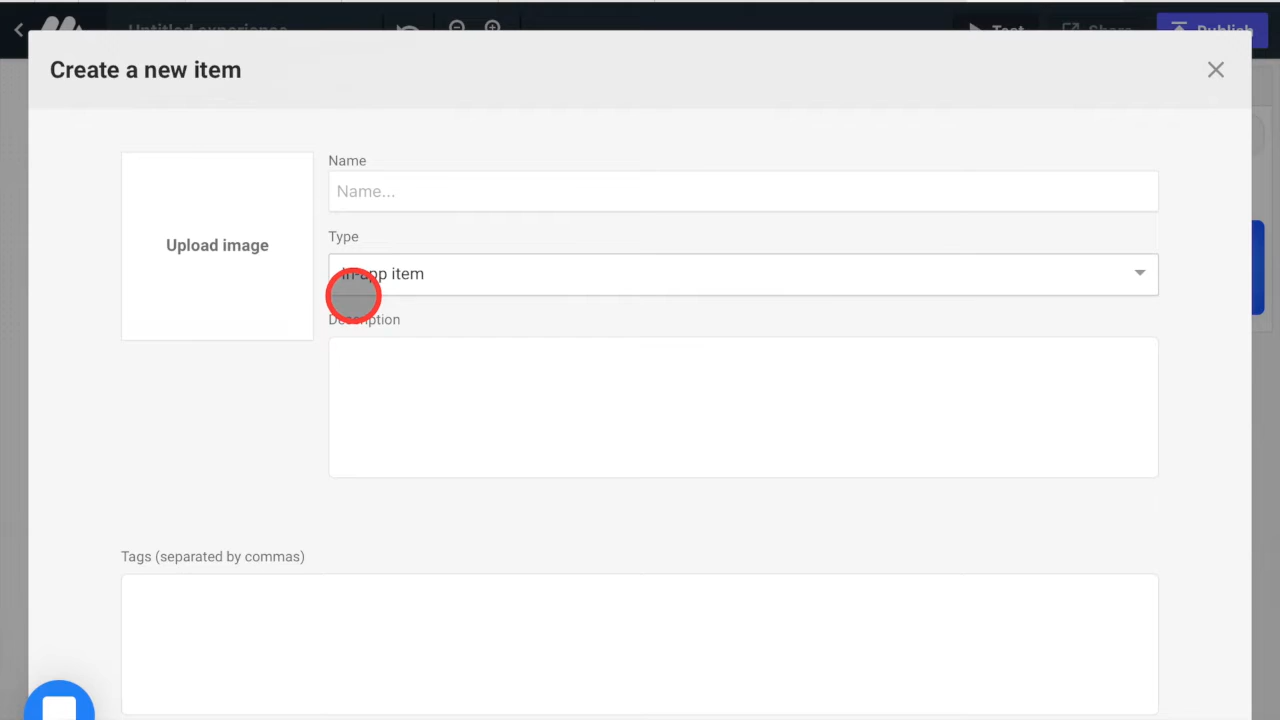 Untitled experience
Test
Share
Publish
Create a new item
Name
Name...
Upload image
Type
In-app item
Description
Tags (separated by commas)